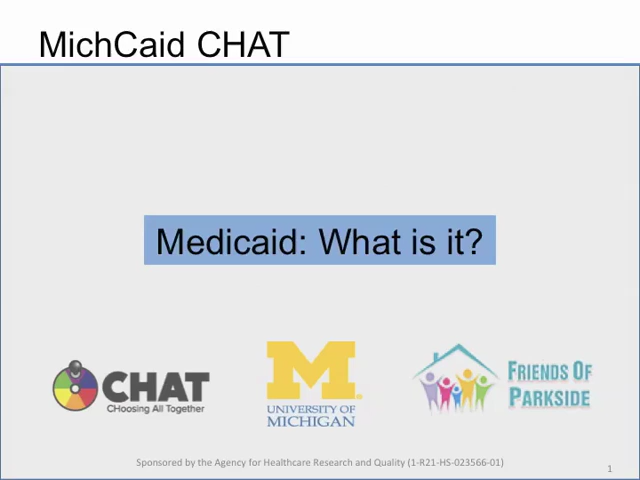 MichCaid CHAT
Medicaid: What is it?
CHAT
CHoosing All Together
M
UNIVERSITY OF
MICHIGAN
FRIENDS OF
PARKSIDE
Sponsored by the Agency for Healthcare Research and Quality (1-R21-HS-023566-01)
1